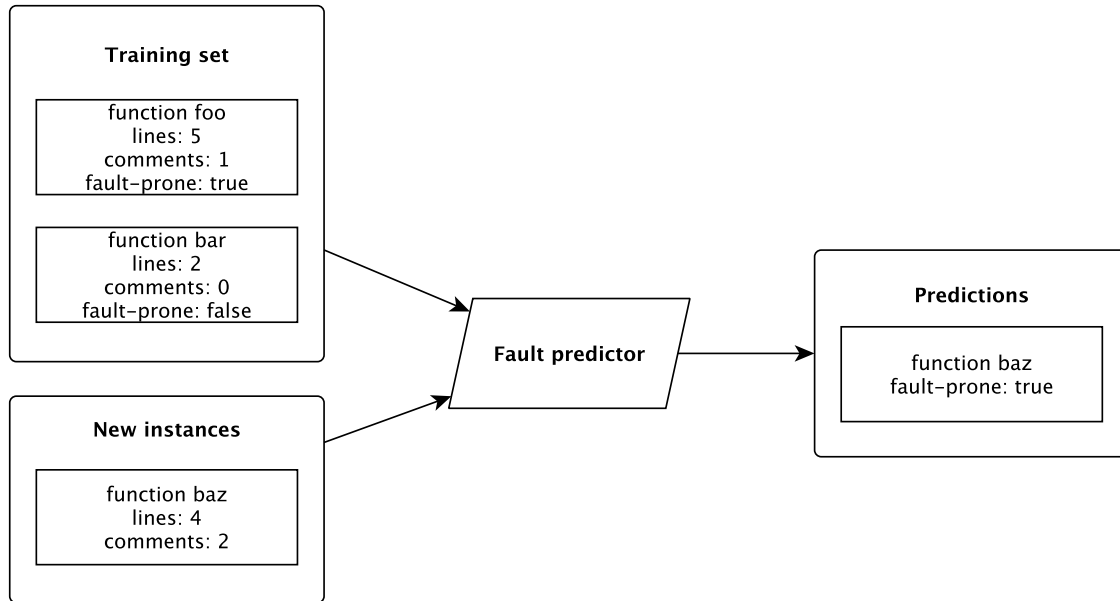 Training set
function foo
lines: 5
comments: 1
fault-prone: true
function bar
lines: 2
comments: 0
fault-prone: false
New instances
function baz
lines: 4
comments: 2
Fault predictor
Predictions
function baz
fault-prone: true